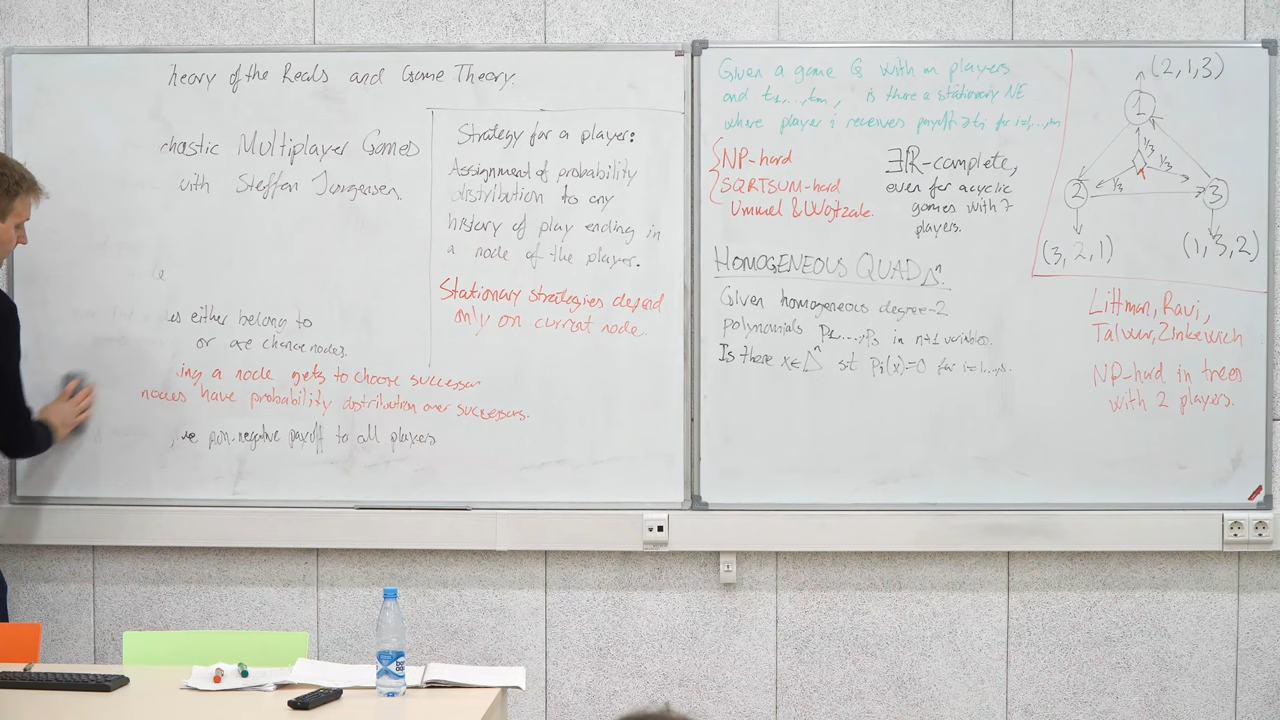 heory of the Reals and Game Theory.
chastic Multiplayer Games
with Steffan Jørgensen.
e
es either belong to
or are chance nodes.
ing a node gets to choose successor
nodes have probability distribution over successors.
ve non-negative payoff to all players
Strategy for a player:
Assignment of probability
distribution to any
history of play ending in
a node of the player.
Stationary strategies depend
only on current node.
Given a game G with m players
and t1,...,tm, is there a stationary NE
where player i receives payoff ≥ti for i=1,...,m
NP-hard
SQRTSUM-hard
Ummel & Wojtzak.
∃ℝ-complete,
even for acyclic
games with 7
players.
HOMOGENEOUS QUAD Δⁿ:
Given homogeneous degree-2
polynomials p1,...,ps in n+1 variables.
Is there x∈Δⁿ st pi(x)=0 for i=1,...,s.
(2,1,3)
1
1/3
1/3
1/3
2
3
(3,2,1)
(1,3,2)
Littman, Ravi,
Talwar, Zinkevich
NP-hard in trees
with 2 players.